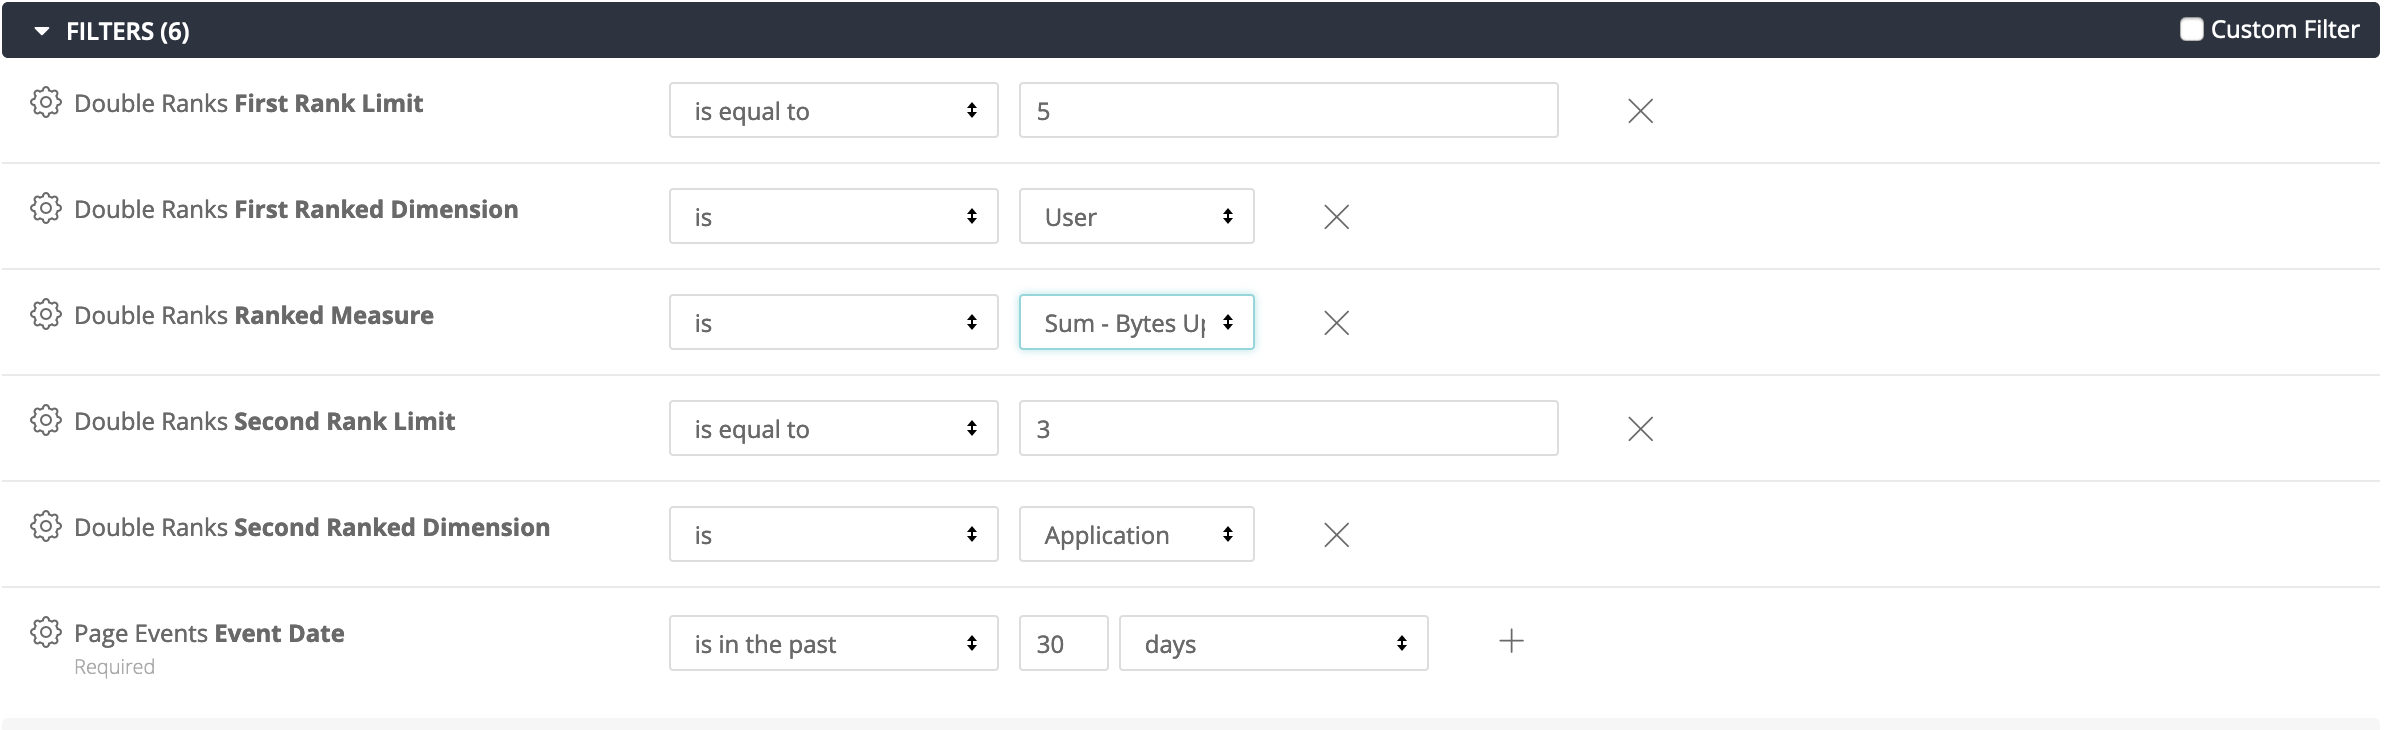 FILTERS (6) Custom Filter
Double Ranks First Rank Limit is equal to 5
Double Ranks First Ranked Dimension is User
Double Ranks Ranked Measure is Sum - Bytes Up
Double Ranks Second Rank Limit is equal to 3
Double Ranks Second Ranked Dimension is Application
Page Events Event Date is in the past 30 days
Required